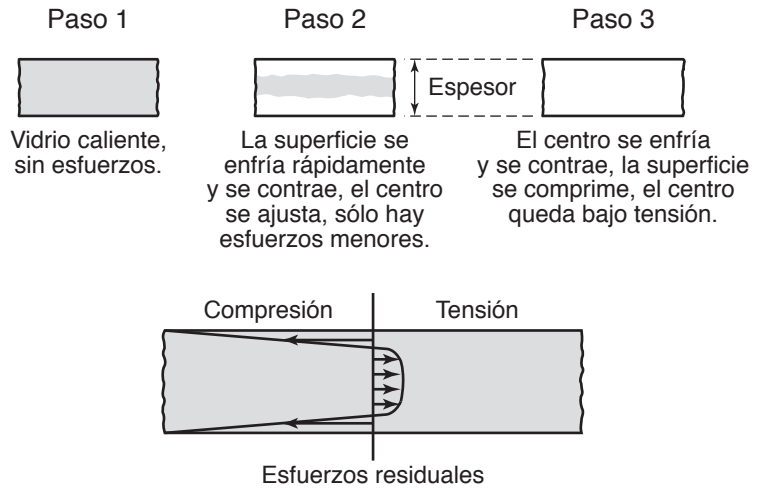 Paso 1
Paso 2
Paso 3
Espesor
Vidrio caliente,
sin esfuerzos.
La superficie se
enfría rápidamente
y se contrae, el centro
se ajusta, sólo hay
esfuerzos menores.
El centro se enfría
y se contrae, la superficie
se comprime, el centro
queda bajo tensión.
Compresión
Tensión
Esfuerzos residuales